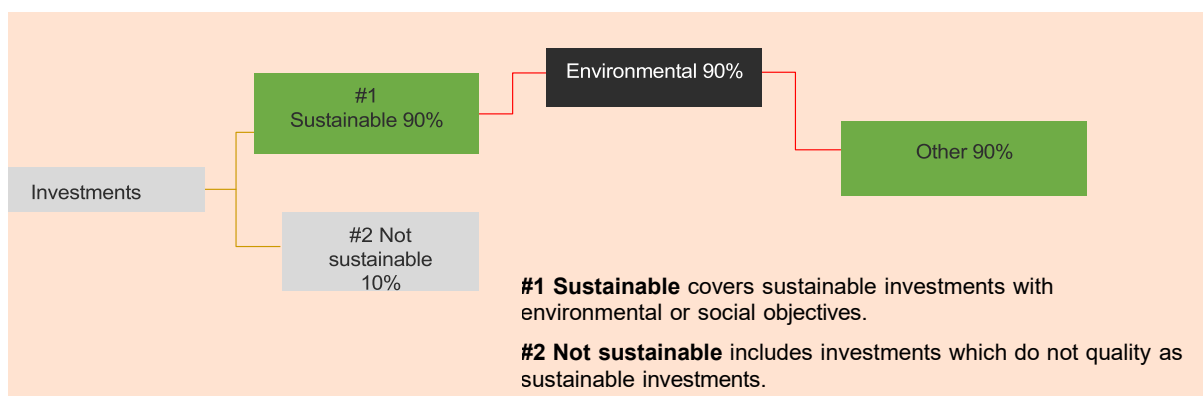 Environmental 90%
#1
Sustainable 90%
Other 90%
Investments
#2 Not
sustainable
10%
#1 Sustainable covers sustainable investments with
environmental or social objectives.
#2 Not sustainable includes investments which do not quality as
sustainable investments.